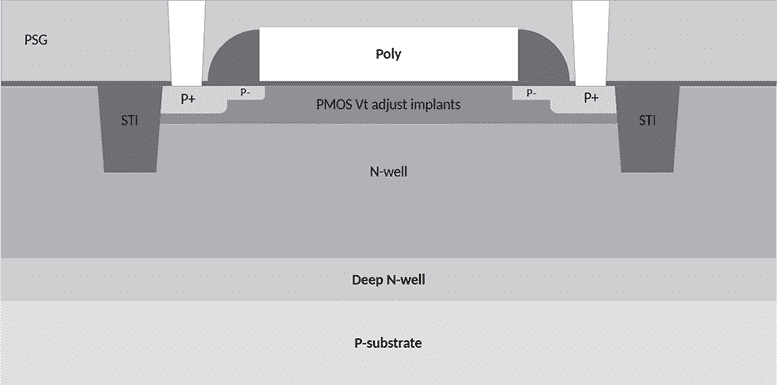 PSG
Poly
P+
P-
PMOS Vt adjust implants
P-
P+
STI
STI
N-well
Deep N-well
P-substrate